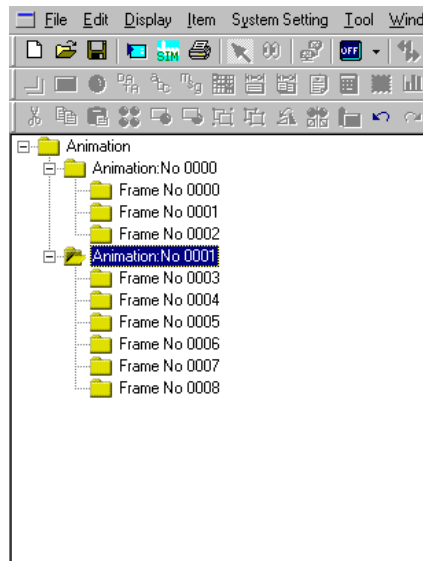 File Edit Display Item System Setting Tool Wind
SIM OFF
Animation
Animation:No 0000
Frame No 0000
Frame No 0001
Frame No 0002
Animation:No 0001
Frame No 0003
Frame No 0004
Frame No 0005
Frame No 0006
Frame No 0007
Frame No 0008